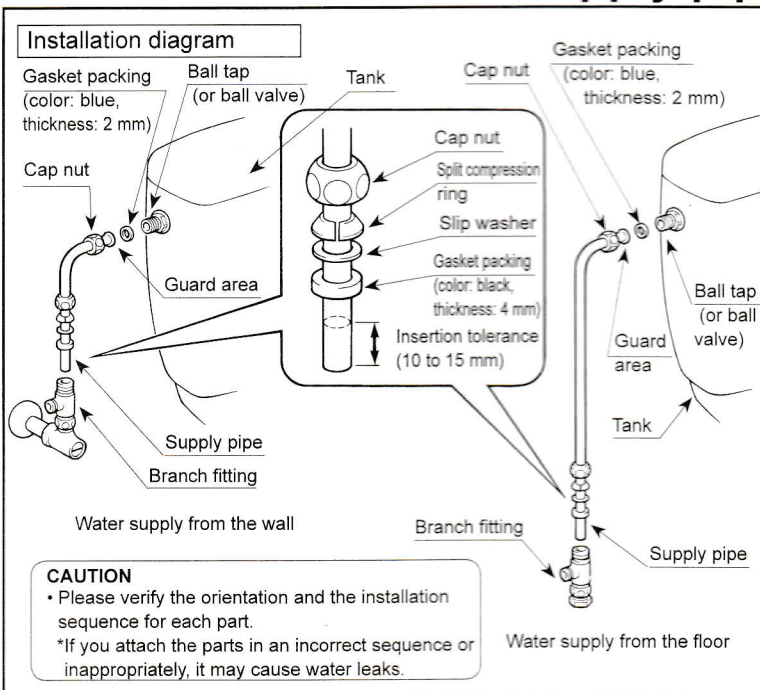 Installation diagram
Gasket packing
(color: blue,
thickness: 2 mm)
Ball tap
(or ball valve)
Tank
Cap nut
Gasket packing
(color: blue,
thickness: 2 mm)
Cap nut
Guard area
Cap nut
Split compression
ring
Slip washer
Gasket packing
(color: black,
thickness: 4 mm)
Insertion tolerance
(10 to 15 mm)
Ball tap
(or ball
valve)
Guard
area
Tank
Supply pipe
Branch fitting
Water supply from the wall
Branch fitting
Supply pipe
Water supply from the floor
CAUTION
• Please verify the orientation and the installation
sequence for each part.
*If you attach the parts in an incorrect sequence or
inappropriately, it may cause water leaks.